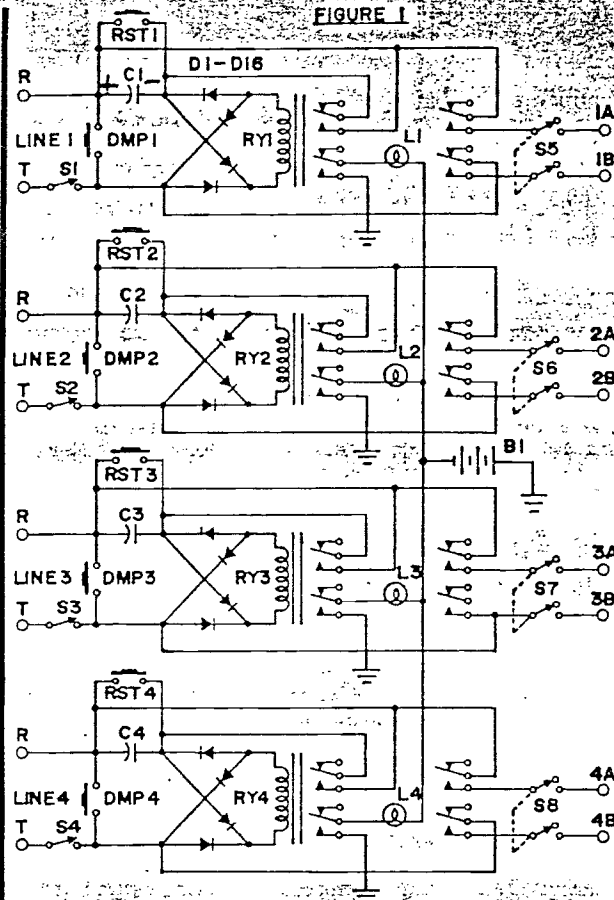 FIGURE 1
RST1
R + C1 − D1-D16
LINE 1 DMP1 RY1 L1 1A
S5
T S1 1B
RST2
R C2
LINE2 DMP2 RY2 L2 2A
S6
T S2 2B
B1
RST3
R C3
LINE3 DMP3 RY3 L3 3A
S7
T S3 3B
RST4
R C4
LINE4 DMP4 RY4 L4 4A
S8
T S4 4B